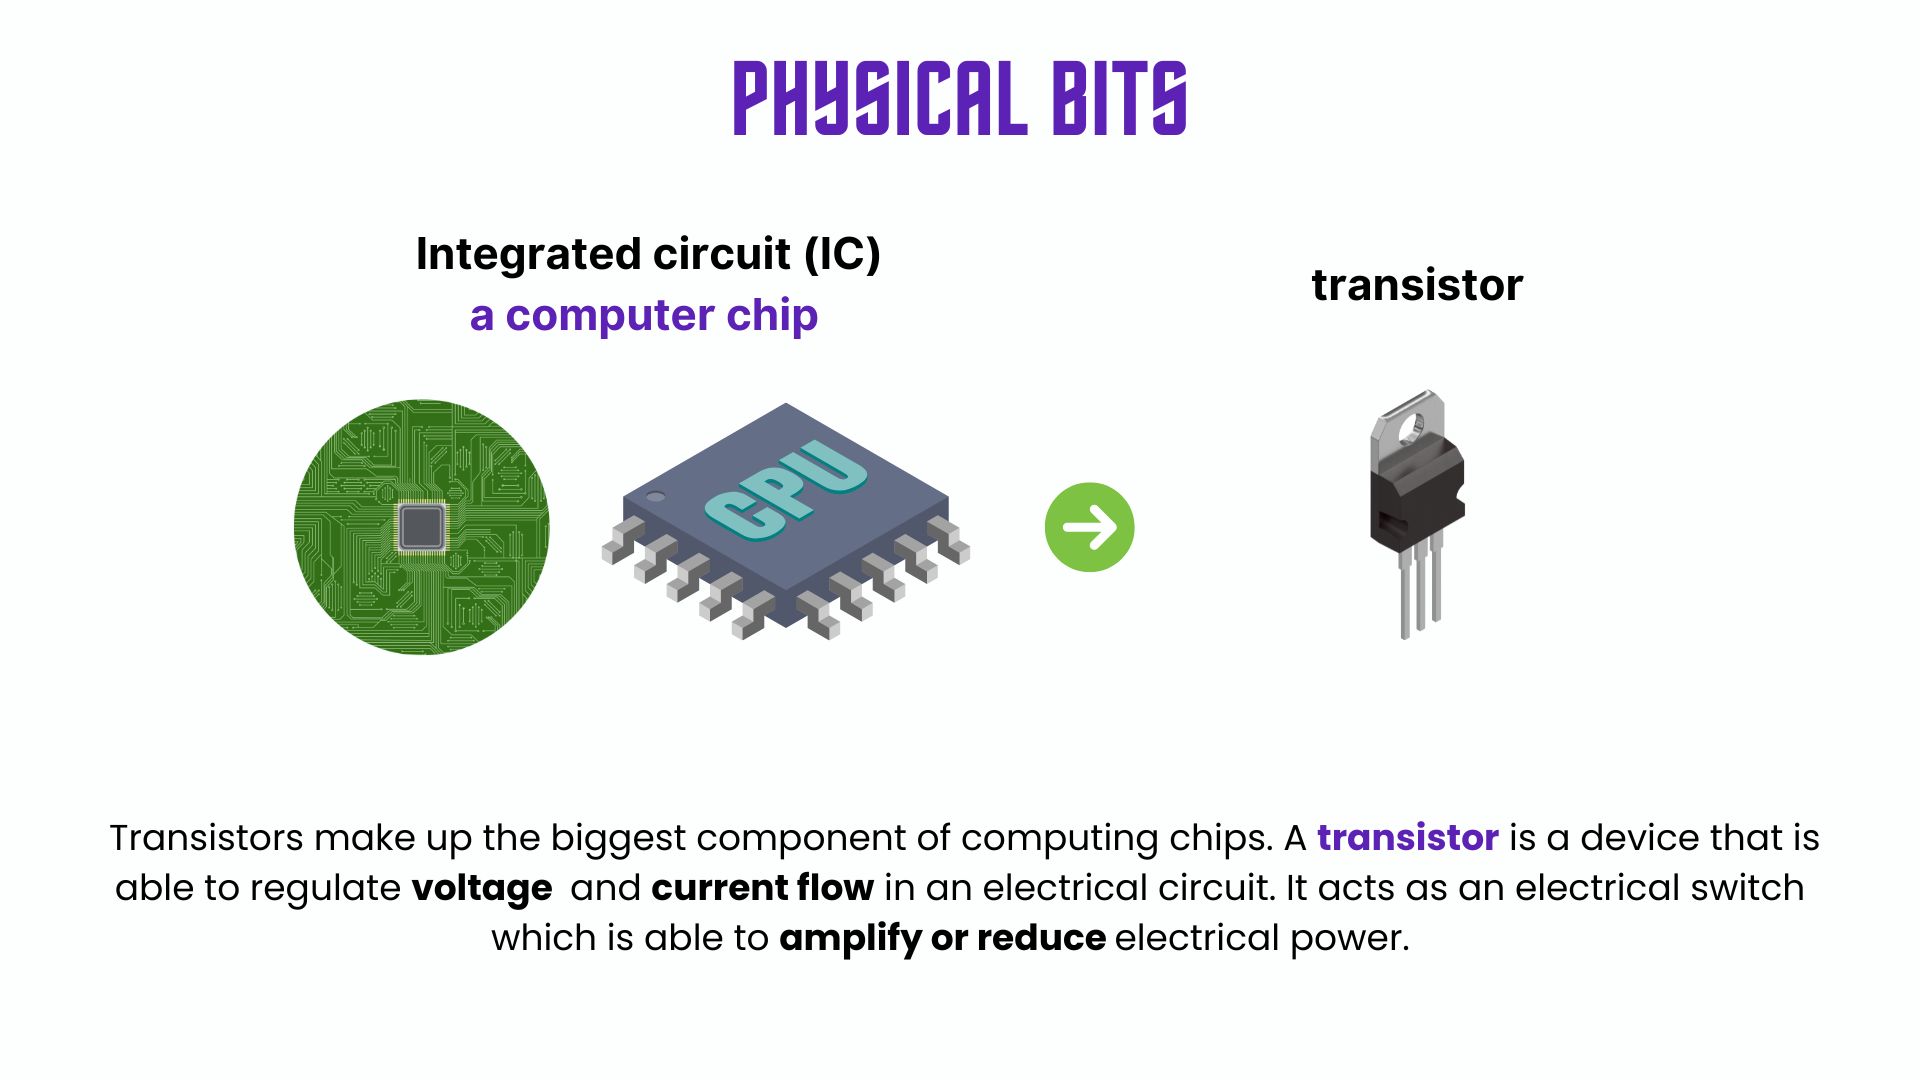 PHYSICAL BITS
Integrated circuit (IC)
a computer chip
transistor
CPU
Transistors make up the biggest component of computing chips. A transistor is a device that is
able to regulate voltage  and current flow in an electrical circuit. It acts as an electrical switch
which is able to amplify or reduce electrical power.